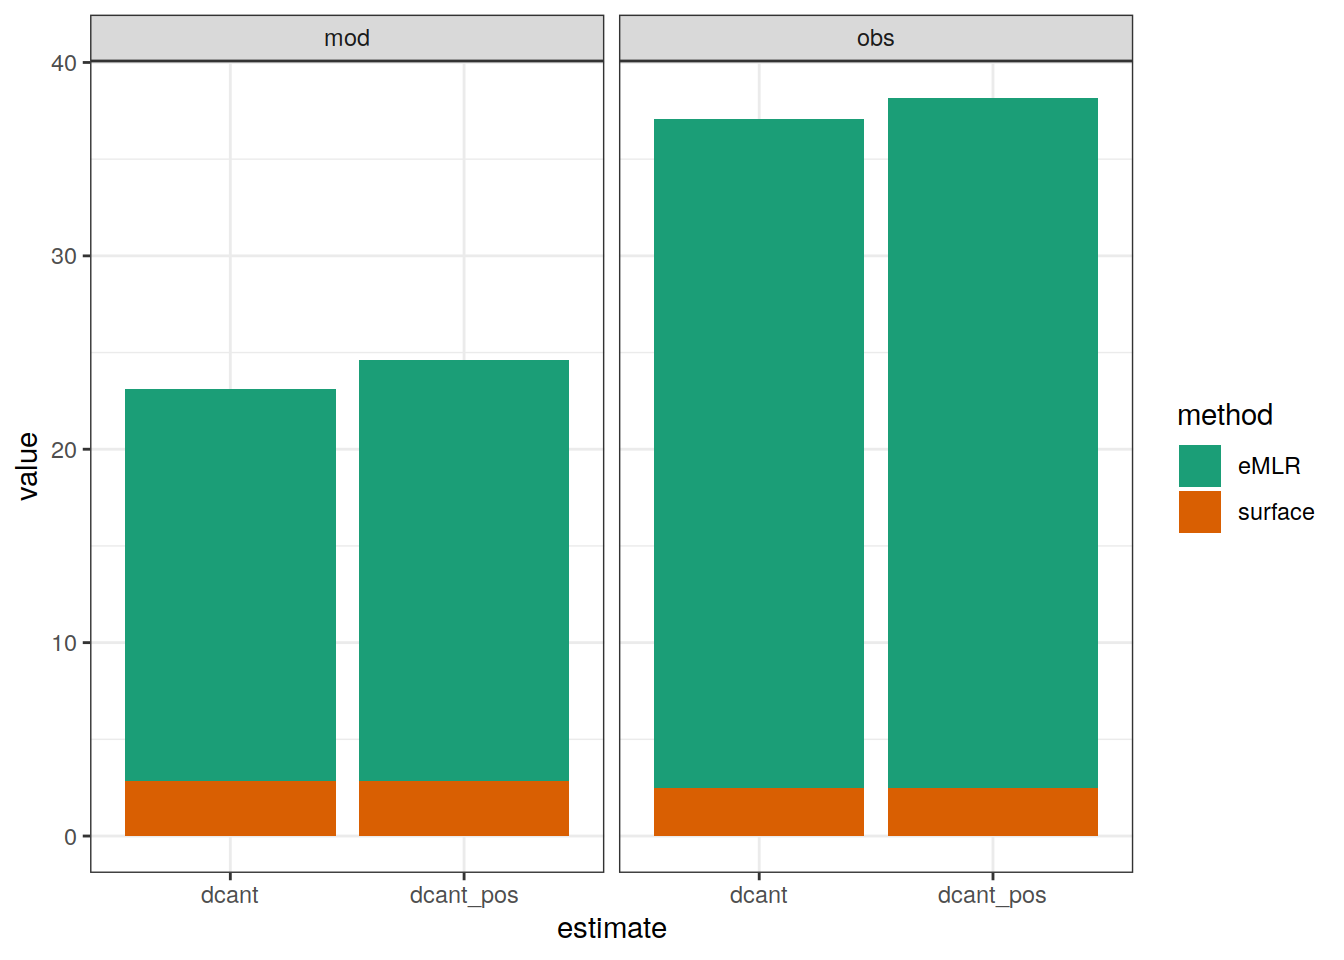 mod
obs
40
30
20
10
0
value
dcant
dcant_pos
dcant
dcant_pos
estimate
method
eMLR
surface